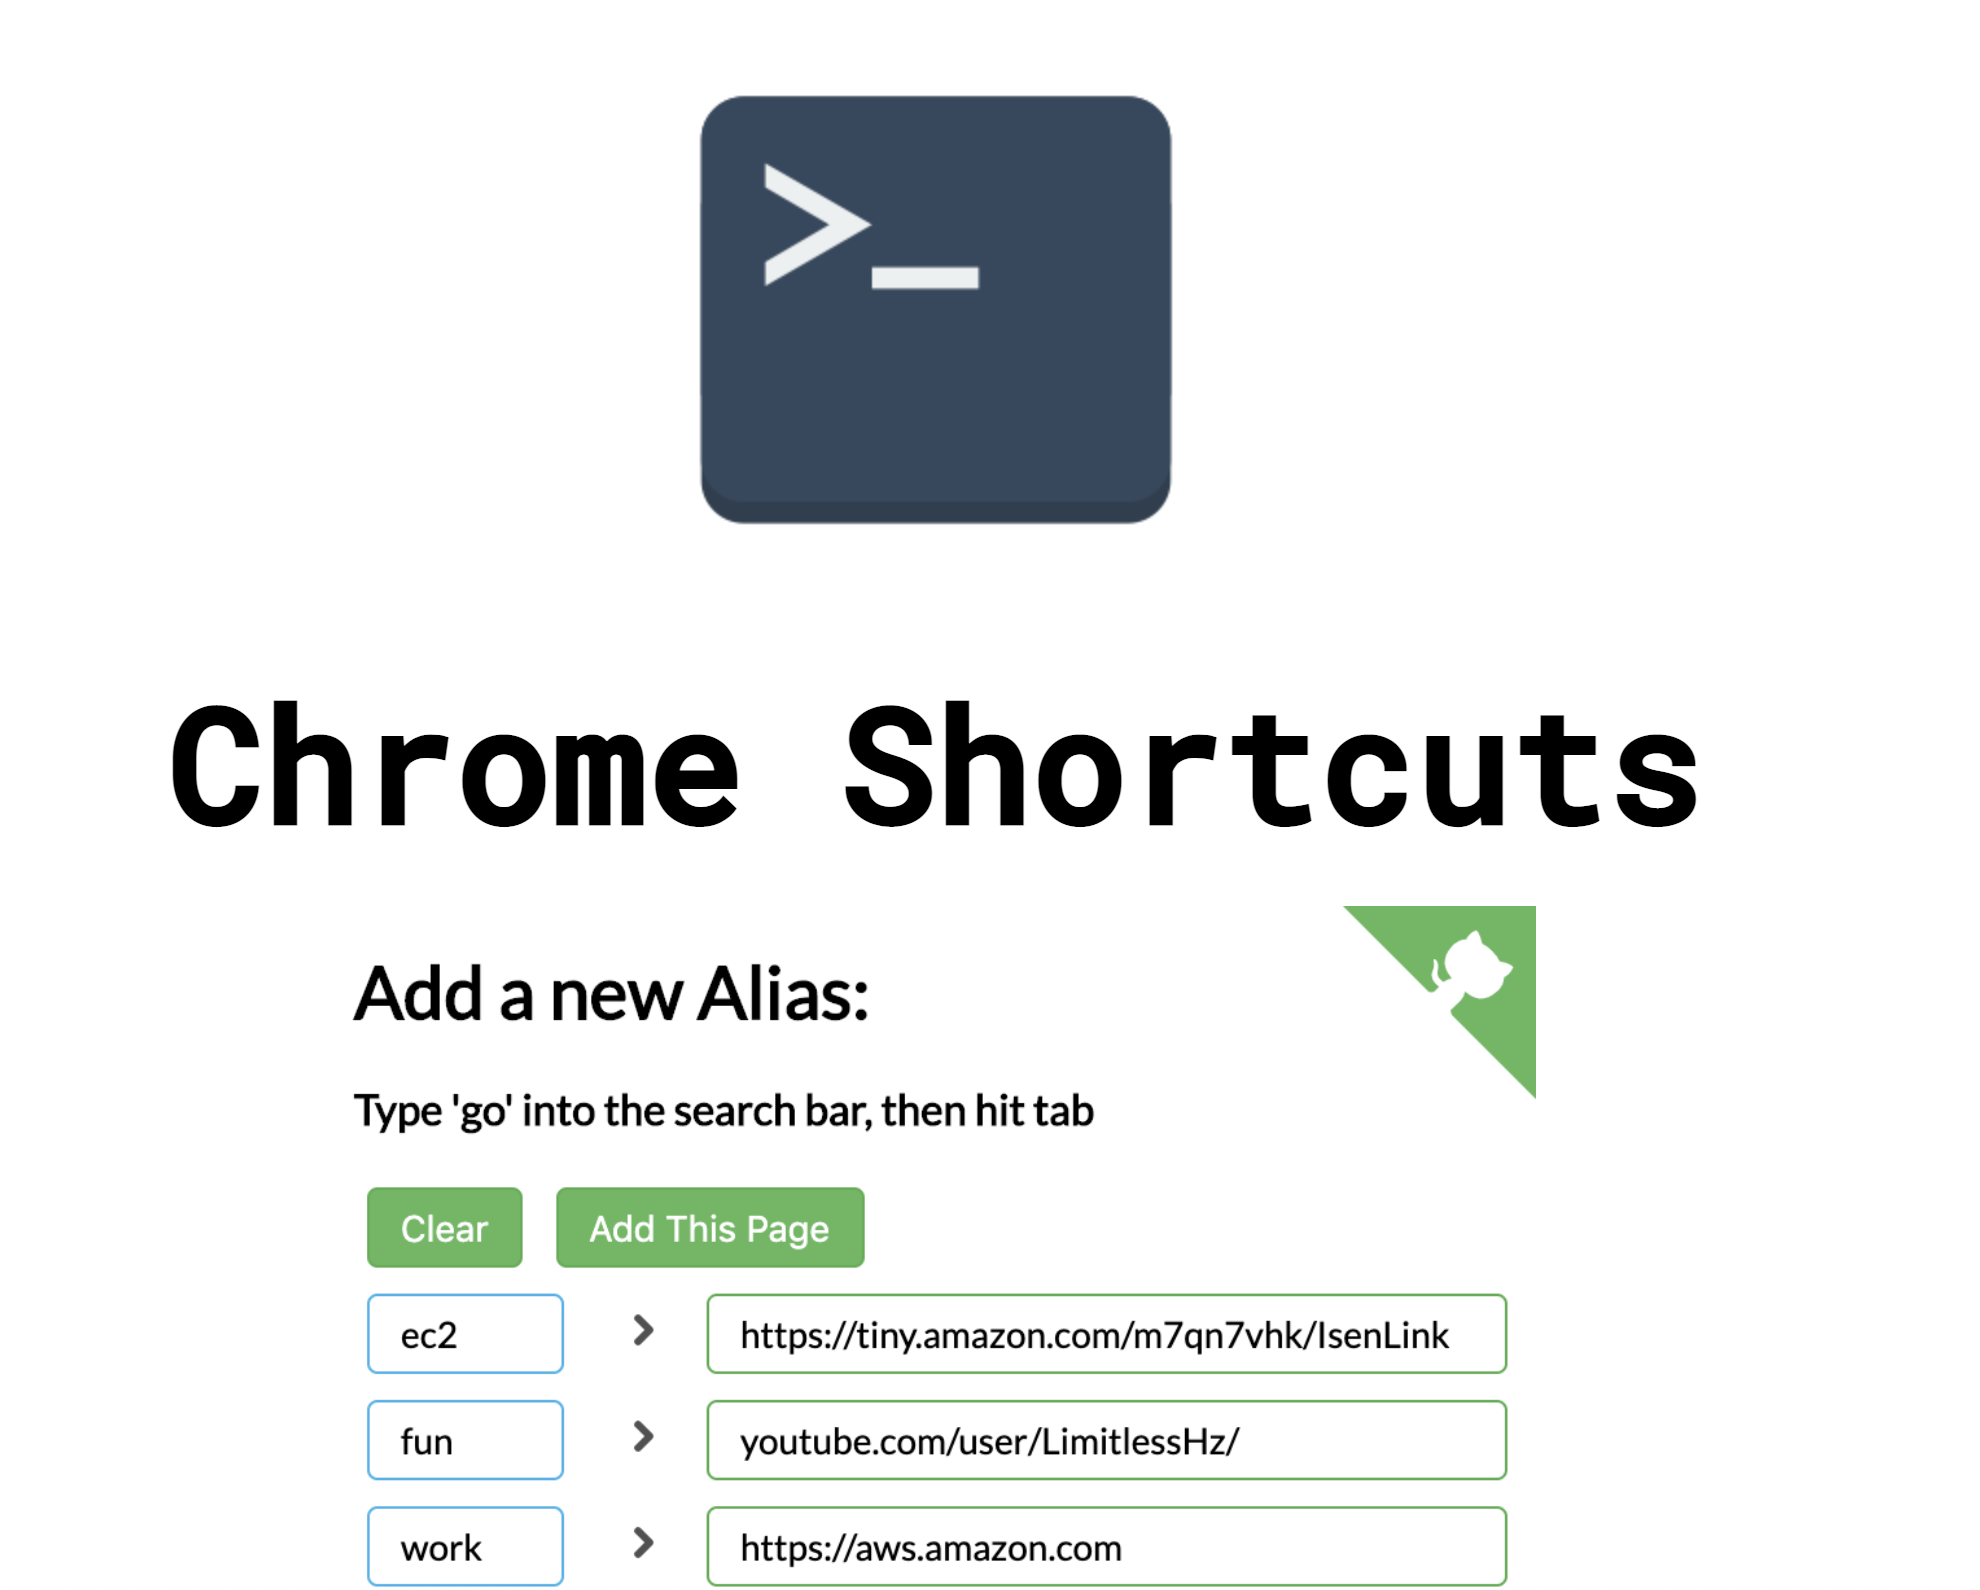 >_
Chrome Shortcuts
Add a new Alias:
Type 'go' into the search bar, then hit tab
Clear Add This Page
ec2 > https://tiny.amazon.com/m7qn7vhk/IsenLink
fun > youtube.com/user/LimitlessHz/
work > https://aws.amazon.com